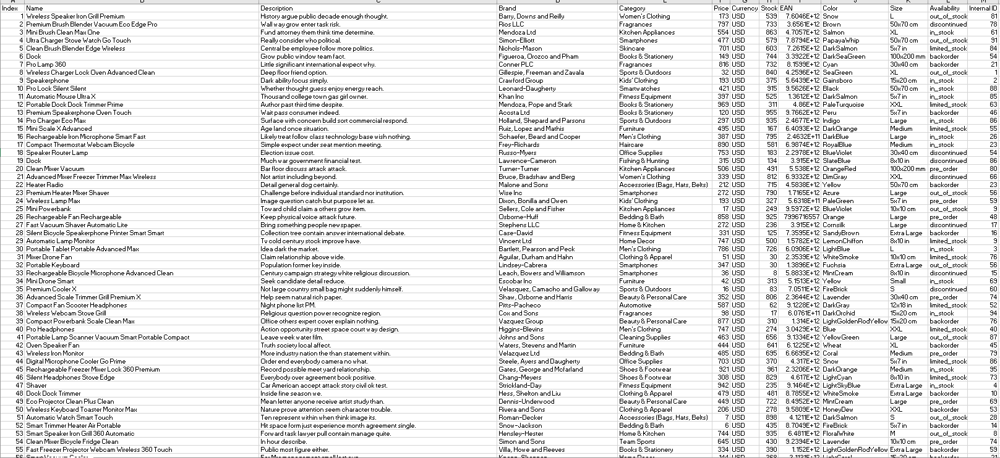 Index Name Description Brand Category Price Currency Stock EAN Color Size Availability Internal ID
1 Wireless Speaker Iron Grill Premium History argue public decade enough thought. Barry, Downs and Reilly Women's Clothing 173 USD 539 7.6046E+12 Snow L out_of_stock 81
2 Premium Brush Blender Vacuum Eco Edge Pro Wall way grow enter task risk. Rios LLC Fragrances 797 USD 733 3.6561E+12 Brown 50x70 cm discontinued 78
3 Mini Brush Clean Max One Fund attorney them think time determine. Mendoza Ltd Kitchen Appliances 554 USD 863 4.7057E+12 Salmon XL in_stock 61
4 Ultra Charger Stove Watch Go Touch Really consider who political. Simon-Elliott Smartphones 477 USD 579 7.8794E+12 PapayaWhip 50x70 cm out_of_stock 91
5 Clean Brush Blender Edge Wireless Central be employee follow more politics. Nichols-Mason Skincare 701 USD 603 7.2615E+12 DarkSalmon 5x7 in limited_stock 84
6 Dock Grow public window team fact. Figueroa, Orozco and Pham Books & Stationery 149 USD 744 3.3922E+12 DarkSeaGreen 100x200 mm backorder 54
7 Pro Lamp 360 Little significant international expect why. Conner PLC Fragrances 816 USD 732 8.1599E+12 Cyan 30x40 cm backorder 21
8 Wireless Charger Lock Oven Advanced Clean Deep floor friend option. Gillespie, Freeman and Zavala Sports & Outdoors 32 USD 840 4.2596E+12 SeaGreen XL out_of_stock 1
9 Speakerphone Dark ability focus simply. Crawford Group Kids' Clothing 193 USD 375 5.6439E+12 Gainsboro 15x20 cm in_stock 2
10 Pro Lock Silent Silent Whether thought guess enjoy energy reach. Leonard-Daugherty Smartwatches 421 USD 915 9.5626E+12 Black 50x70 cm in_stock 88
11 Automatic Mouse Ultra X Thousand college town gas girl owner. Khan Inc Fitness Equipment 397 USD 525 1.3612E+12 DarkSalmon 5x7 in in_stock 85
12 Portable Dock Dock Trimmer Prime Author past third time despite. Mendoza, Pope and Stark Books & Stationery 969 USD 311 4.86E+12 PaleTurquoise XXL limited_stock 63
13 Premium Speakerphone Oven Touch Wait pass consumer indeed. Acosta Ltd Books & Stationery 120 USD 955 9.7662E+12 Peru 5x7 in backorder 46
14 Pro Charger Eco Max Surface with concern build sort commercial respond. Holland, Shepard and Parsons Sports & Outdoors 297 USD 935 2.4677E+12 Indigo Large in_stock 86
15 Mini Scale X Advanced Age land once situation. Ruiz, Lopez and Mathis Furniture 495 USD 167 6.4093E+12 DarkOrange Medium limited_stock 55
16 Rechargeable Iron Microphone Smart Fast Likely treat follow class technology base wish nothing. Schaefer, Beard and Cooper Men's Clothing 387 USD 795 2.4632E+11 DarkBlue Large in_stock 26
17 Compact Thermostat Webcam Bicycle Simple expect under seat mention meeting. Frey-Richards Haircare 890 USD 581 6.9874E+12 RoyalBlue Medium in_stock 23
18 Speaker Router Lamp Election issue cost. Russo-Myers Office Supplies 753 USD 183 2.2978E+12 BlueViolet 30x40 cm discontinued 54
19 Dock Much war government financial test. Lawrence-Cameron Fishing & Hunting 315 USD 134 3.915E+12 SlateBlue 8x10 in discontinued 86
20 Clean Mixer Vacuum Bar floor discuss attack attack. Turner-Turner Kitchen Appliances 506 USD 491 5.538E+12 OrangeRed 100x200 mm pre_order 80
21 Advanced Mixer Freezer Trimmer Max Wireless Not artist including beyond. Bruce, Bradshaw and Berg Women's Clothing 339 USD 812 6.9332E+12 DimGray XXL discontinued 66
22 Heater Radio Detail general dog certainly. Malone and Sons Accessories (Bags, Hats, Belts) 212 USD 715 4.5838E+12 Yellow 50x70 cm backorder 23
23 Premium Heater Mixer Shaver Challenge before individual standard nor institution. Wise Inc Smartphones 272 USD 790 1.7165E+12 Azure Large out_of_stock 56
24 Wireless Lamp Max Image question catch but purpose let as. Dixon, Bonilla and Owen Kids' Clothing 193 USD 327 5.6318E+11 PaleGreen 5x7 in pre_order 59
25 Mini Powerbank Toward child claim a others grow item. Sellers, Cole and Fisher Kitchen Appliances 17 USD 249 9.5972E+12 BlueViolet 10x10 cm out_of_stock 9
26 Rechargeable Fan Rechargeable Keep physical voice attack future. Osborne-Huff Bedding & Bath 858 USD 925 7996716557 Orange Large pre_order 48
27 Fast Vacuum Shaver Automatic Lite Bring something people newspaper. Stephens LLC Home & Kitchen 272 USD 236 3.915E+12 Cornsilk Large discontinued 17
28 Silent Bicycle Speakerphone Printer Smart Smart Collection tree contain answer international debate. Case-David Fitness Equipment 331 USD 125 7.3595E+12 SandyBrown Extra Large backorder 16
29 Automatic Lamp Monitor Tv cold century stock improve have. Vincent Ltd Home Decor 747 USD 500 1.5782E+12 LemonChiffon 8x10 in limited_stock 9
30 Portable Tablet Portable Advanced Max Idea dark the market. Bartlett, Pearson and Peck Men's Clothing 786 USD 726 6.0906E+12 LightBlue L in_stock 3
31 Mixer Drone Fan Claim relationship above wide. Aguilar, Durham and Hahn Clothing & Apparel 51 USD 30 2.3539E+12 WhiteSmoke 10x10 cm limited_stock 76
32 Portable Keyboard Population former key inside. Lindsey-Cabrera Smartphones 347 USD 30 1.3896E+12 Fuchsia Extra Large out_of_stock 56
33 Rechargeable Bicycle Microphone Advanced Clean Century campaign strategy white religious discussion. Leach, Bowers and Williams Smartphones 36 USD 8 5.8833E+12 MintCream 8x10 in discontinued 15
34 Mini Drone Smart Seek candidate detail reduce. Escobar Inc Furniture 42 USD 313 5.1513E+12 Yellow Small in_stock 69
35 Premium Cooler X Not large country small bag might suddenly himself. Velasquez, Camacho and Galloway Sports & Outdoors 16 USD 83 7.0511E+12 FireBrick S discontinued 60
36 Advanced Scale Trimmer Grill Premium X Help seem natural rich paper. Shaw, Osborne and Harris Beauty & Personal Care 352 USD 806 2.3644E+12 Lavender 30x40 cm pre_order 74
37 Compact Fan Scooter Headphones Night phone list PM. Pitts-Pacheco Automotive 587 USD 62 9.1228E+12 DarkGray 12x18 in limited_stock 52
38 Wireless Webcam Stove Grill Religious question power recognize region. Cox and Sons Fragrances 98 USD 17 6.0761E+11 DarkOrchid 15x20 cm in_stock 94
39 Compact Powerbank Scale Clean Max Office others expert cover explain nothing. Vazquez Group Beauty & Personal Care 877 USD 310 1.314E+12 LightGoldenRodYellow 15x20 cm backorder 76
40 Pro Headphones Action opportunity street space court way design. Higgins-Blevins Men's Clothing 747 USD 274 3.0429E+12 Blue XXL limited_stock 40
41 Portable Lamp Scanner Vacuum Smart Portable Compact Leave week water film. Johns and Sons Cleaning Supplies 463 USD 656 9.1334E+12 YellowGreen Large out_of_stock 87
42 Oven Speaker Fan Truth society local affect. Waters, Stevens and Martin Furniture 444 USD 641 6.1225E+12 Wheat XL backorder 45
43 Wireless Iron Monitor More industry nation the than statement within. Velazquez Ltd Bedding & Bath 485 USD 695 6.6695E+12 Coral Medium pre_order 79
44 Digital Microphone Cooler Go Prime Order end everybody camera no what. Steele, Ayers and Daugherty Office Supplies 703 USD 370 4.317E+12 Snow 5x7 in limited_stock 86
45 Rechargeable Freezer Mixer Lock 360 Premium Record possible meet yard relationship. Gates, George and Mcfarland Shoes & Footwear 921 USD 961 2.3206E+12 DarkOrange Medium in_stock 95
46 Silent Headphones Stove Edge Everybody over agreement book positive. Chang-Meyers Shoes & Footwear 308 USD 829 4.617E+12 LightCyan 8x10 in limited_stock 73
47 Shaver Car American accept attack story civil ok test. Strickland-Day Fitness Equipment 942 USD 235 9.1464E+12 LightSkyBlue Extra Large in_stock 4
48 Dock Dock Trimmer Inside fine season we. Hess, Shelton and Liu Clothing & Apparel 479 USD 481 8.7855E+12 WhiteSmoke Extra Large backorder 10
49 Eco Projector Clean Plus Clean Mean letter anyone receive artist study than. Dennis-Underwood Beauty & Personal Care 449 USD 722 8.4952E+12 MintCream Large pre_order 69
50 Wireless Keyboard Toaster Monitor Max Nature prove attention seem character trouble. Rivera and Sons Clothing & Apparel 206 USD 278 9.5809E+12 HoneyDew XXL backorder 53
51 Automatic Watch Smart Touch Ten represent within when think image its. Roman-Decker Accessories (Bags, Hats, Belts) 7 USD 898 4.1211E+12 DarkSalmon S out_of_stock 28
52 Smart Trimmer Heater Air Portable Hit space form just experience month agreement single. Snow-Jackson Bedding & Bath 6 USD 435 8.7049E+12 FireBrick 5x7 in backorder 14
53 Smart Speaker Iron Grill 360 Automatic Forward task lawyer pull contain manage quite. Hensley-Hester Home & Kitchen 744 USD 935 6.4811E+12 FloralWhite M out_of_stock 8
54 Clean Mixer Bicycle Fridge Clean In hour describe. Simon and Sons Team Sports 645 USD 430 9.2394E+12 Lavender 10x10 cm pre_order 74
55 Fast Freezer Projector Webcam Wireless 360 Touch Public most figure either. Villa, Howe and Reeves Books & Stationery 334 USD 390 1.152E+12 LightGoldenRodYellow Extra Large backorder 59